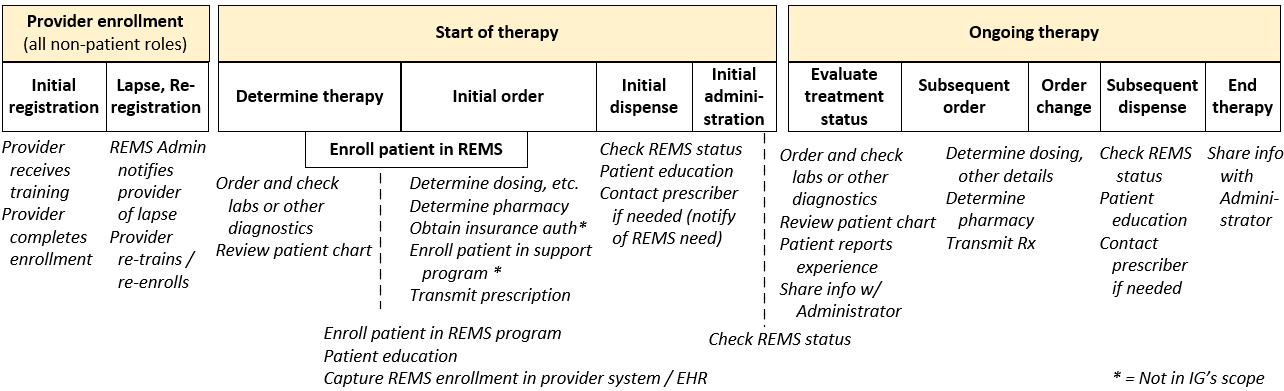 Provider enrollment
(all non-patient roles)
Start of therapy
Ongoing therapy
Initial
registration
Lapse, Re-
registration
Determine therapy
Initial order
Initial
dispense
Initial
admini-
stration
Evaluate
treatment
status
Subsequent
order
Order
change
Subsequent
dispense
End
therapy
Enroll patient in REMS
Provider
receives
training
Provider
completes
enrollment
REMS Admin
notifies
provider
of lapse
Provider
re-trains /
re-enrolls
Order and check
labs or other
diagnostics
Review patient chart
Determine dosing, etc.
Determine pharmacy
Obtain insurance auth*
Enroll patient in support
program *
Transmit prescription
Enroll patient in REMS program
Patient education
Capture REMS enrollment in provider system / EHR
Check REMS status
Patient education
Contact prescriber
if needed (notify
of REMS need)
Check REMS status
Order and check
labs or other
diagnostics
Review patient chart
Patient reports
experience
Share info w/
Administrator
Determine dosing,
other details
Determine
pharmacy
Transmit Rx
Check REMS
status
Patient
education
Contact
prescriber
if needed
Share info
with
Admini-
strator
* = Not in IG’s scope